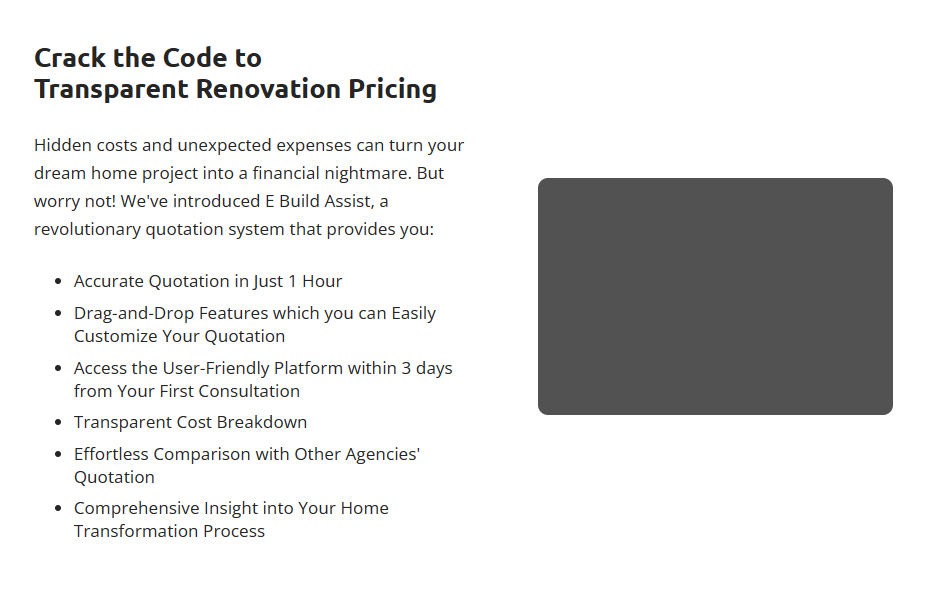 Crack the Code to
Transparent Renovation Pricing
Hidden costs and unexpected expenses can turn your
dream home project into a financial nightmare. But
worry not! We've introduced E Build Assist, a
revolutionary quotation system that provides you:
• Accurate Quotation in Just 1 Hour
• Drag-and-Drop Features which you can Easily
Customize Your Quotation
• Access the User-Friendly Platform within 3 days
from Your First Consultation
• Transparent Cost Breakdown
• Effortless Comparison with Other Agencies'
Quotation
• Comprehensive Insight into Your Home
Transformation Process